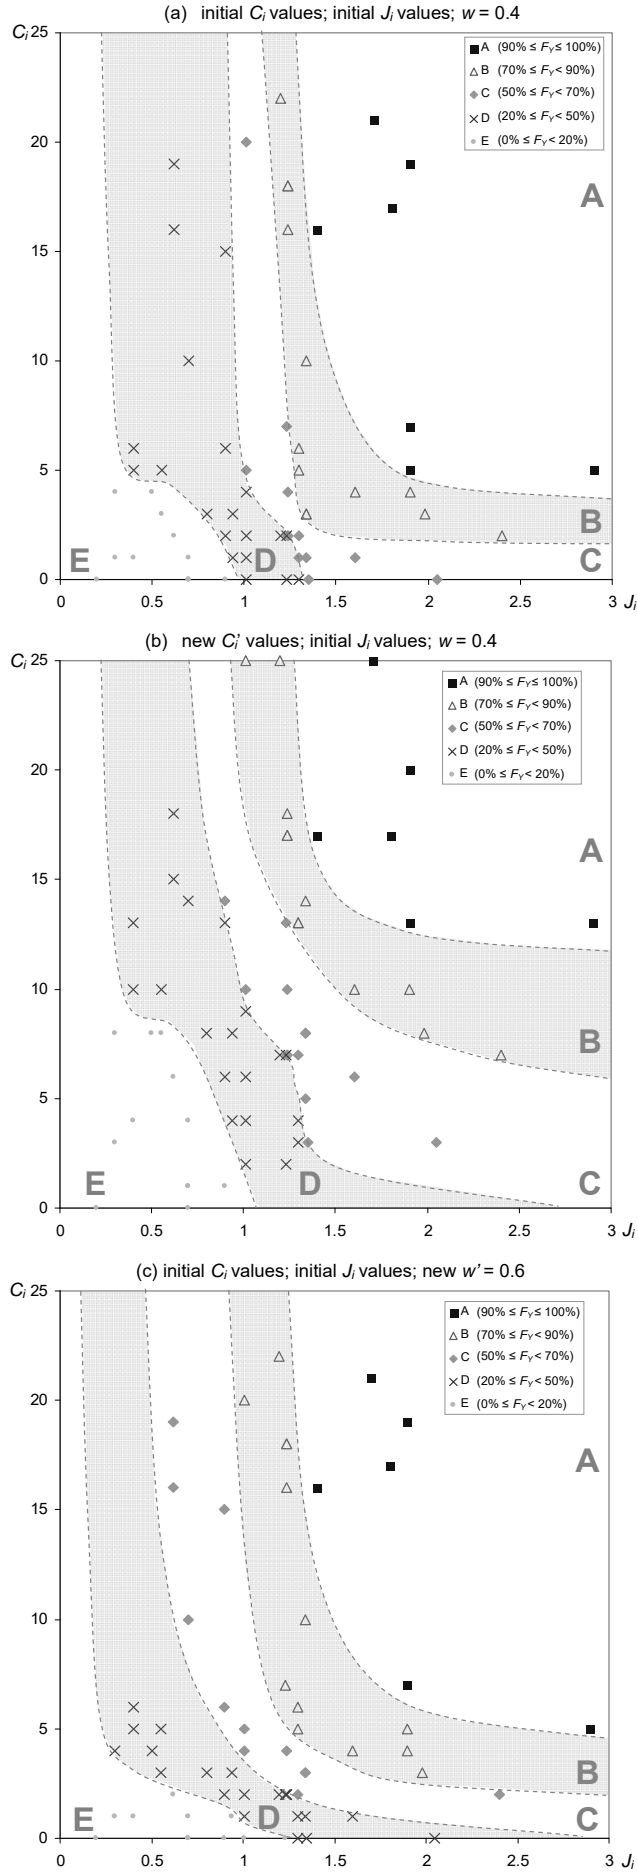 (a) initial Ci values; initial Ji values; w = 0.4
Ci 25
A (90% ≤ FY ≤ 100%)
B (70% ≤ FY < 90%)
C (50% ≤ FY < 70%)
D (20% ≤ FY < 50%)
E (0% ≤ FY < 20%)
20
A
15
10
5
B
E D C
0
0 0.5 1 1.5 2 2.5 3 Ji
(b) new Ci' values; initial Ji values; w = 0.4
Ci 25
A (90% ≤ FY ≤ 100%)
B (70% ≤ FY < 90%)
C (50% ≤ FY < 70%)
D (20% ≤ FY < 50%)
E (0% ≤ FY < 20%)
20
A
15
10
B
5
E D C
0
0 0.5 1 1.5 2 2.5 3 Ji
(c) initial Ci values; initial Ji values; new w' = 0.6
Ci 25
A (90% ≤ FY ≤ 100%)
B (70% ≤ FY < 90%)
C (50% ≤ FY < 70%)
D (20% ≤ FY < 50%)
E (0% ≤ FY < 20%)
20
A
15
10
5
B
E D C
0
0 0.5 1 1.5 2 2.5 3 Ji